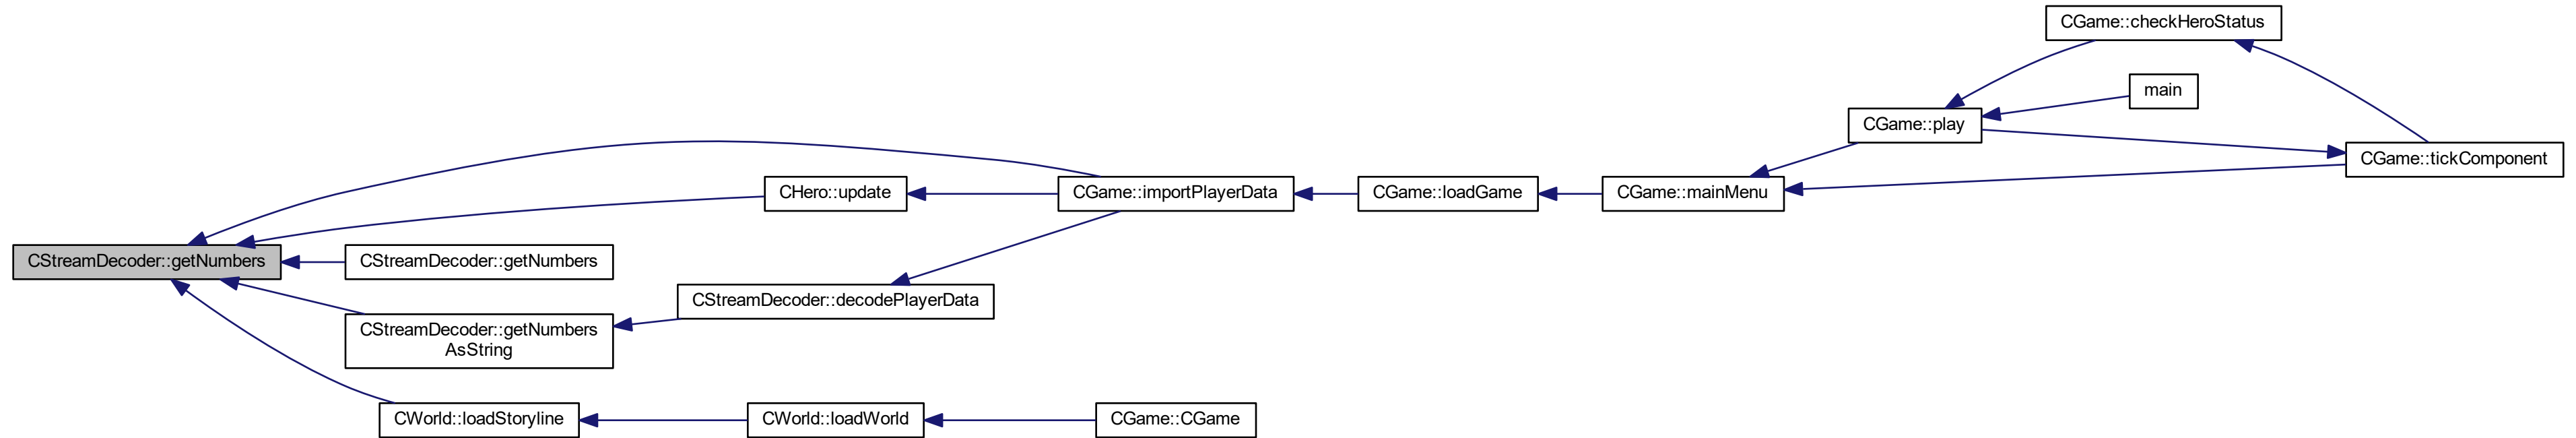 CGame::checkHeroStatus
main
CGame::play
CGame::tickComponent
CHero::update
CGame::importPlayerData
CGame::loadGame
CGame::mainMenu
CStreamDecoder::getNumbers
CStreamDecoder::getNumbers
CStreamDecoder::decodePlayerData
CStreamDecoder::getNumbers
AsString
CWorld::loadStoryline
CWorld::loadWorld
CGame::CGame